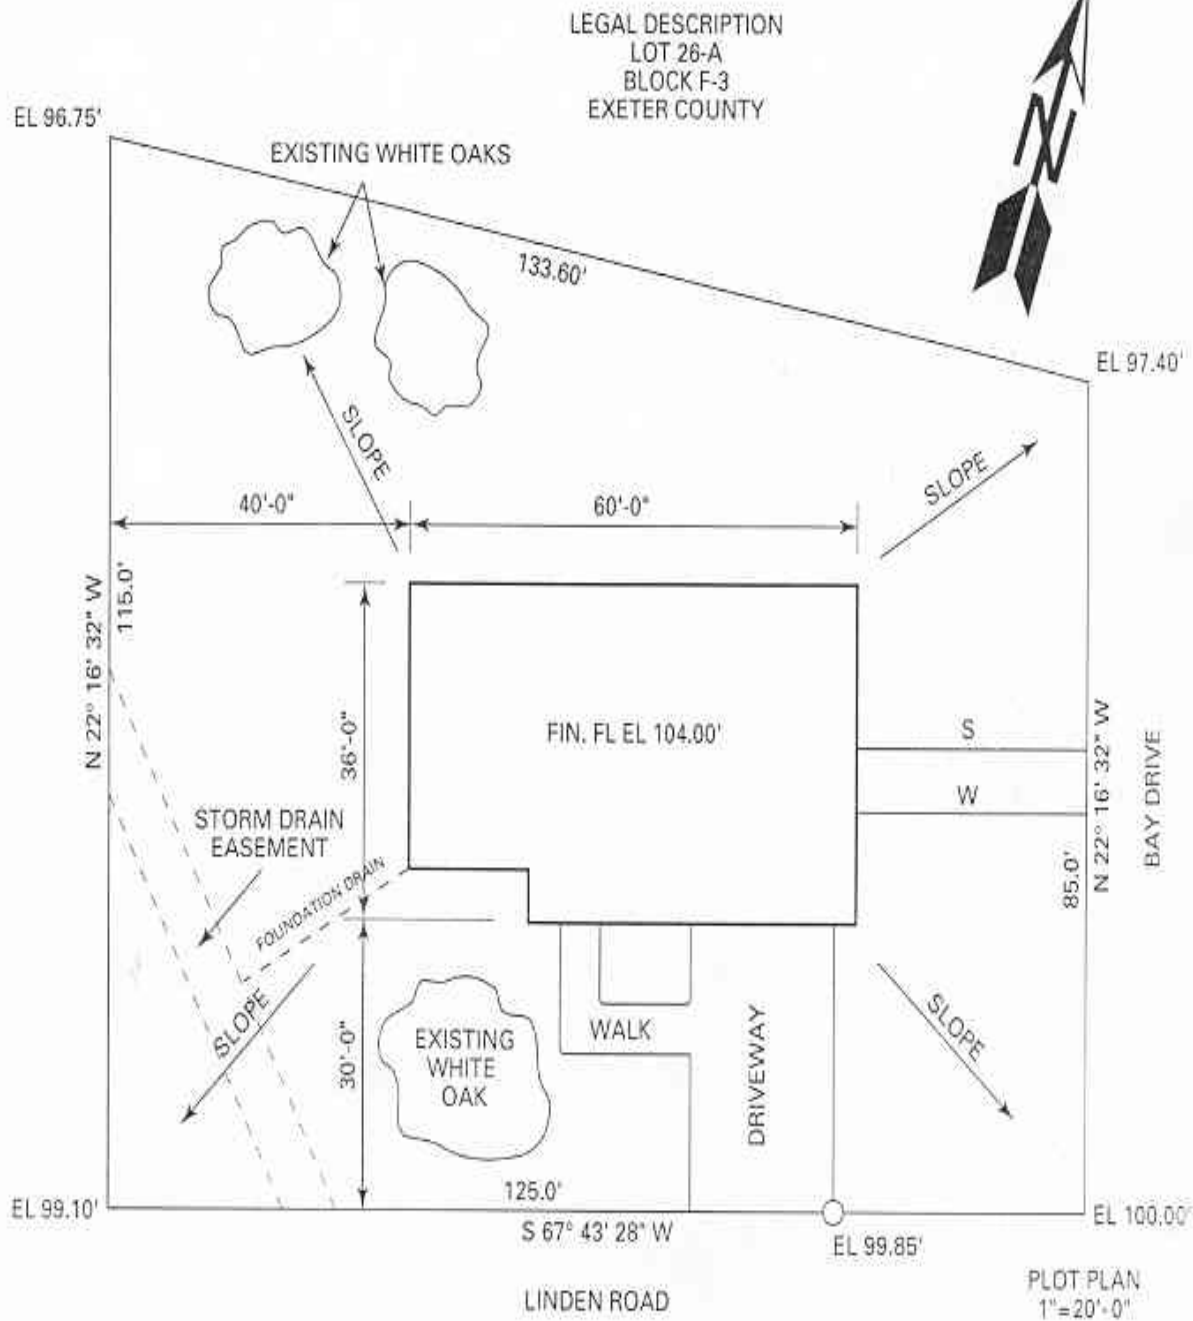 LEGAL DESCRIPTION
LOT 26-A
BLOCK F-3
EXETER COUNTY
N
EL 96.75'
EXISTING WHITE OAKS
133.60'
EL 97.40'
SLOPE
SLOPE
40'-0"
60'-0"
N 22° 16' 32" W
115.0'
36'-0"
FIN. FL EL 104.00'
S
W
N 22° 16' 32" W
85.0'
BAY DRIVE
STORM DRAIN
EASEMENT
FOUNDATION DRAIN
SLOPE
30'-0"
EXISTING
WHITE
OAK
WALK
DRIVEWAY
SLOPE
EL 99.10'
125.0'
S 67° 43' 28" W
EL 99.85'
EL 100.00'
LINDEN ROAD
PLOT PLAN
1"=20'-0"